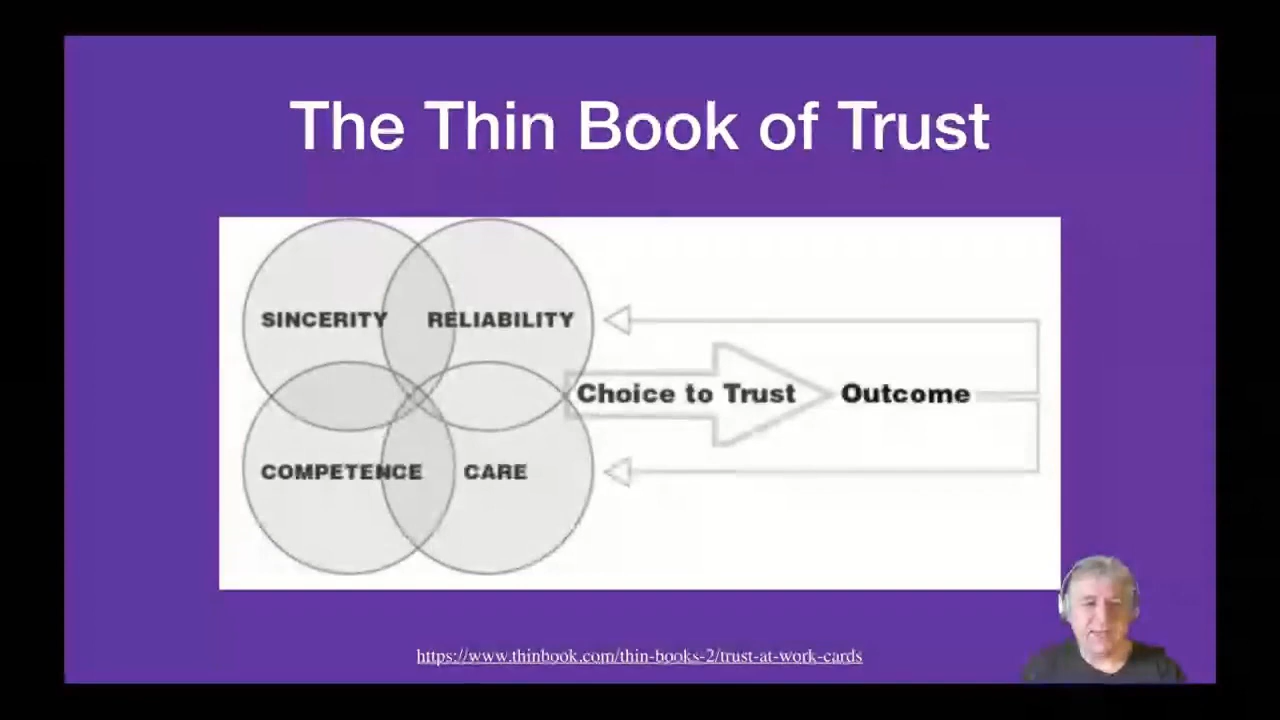 The Thin Book of Trust
SINCERITY
RELIABILITY
Choice to Trust
Outcome
COMPETENCE
CARE
https://www.thinbook.com/thin-books-2/trust-at-work-cards